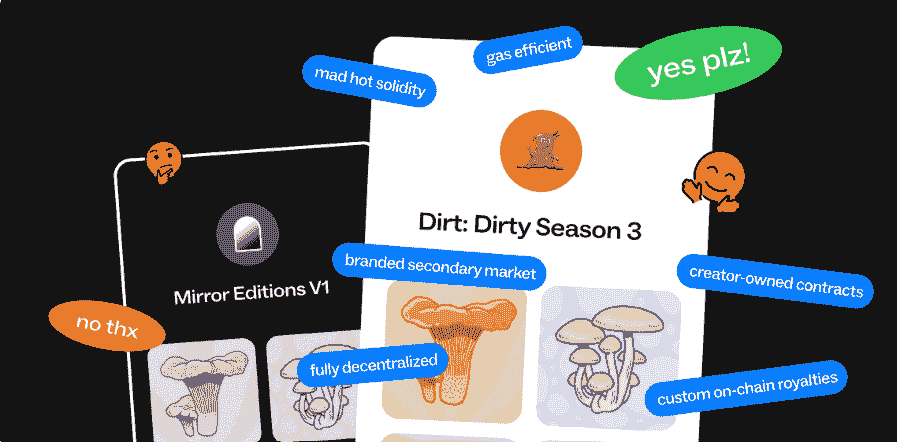 gas efficient
yes plz!
mad hot solidity
Dirt: Dirty Season 3
branded secondary market
creator-owned contracts
Mirror Editions V1
no thx
fully decentralized
custom on-chain royalties